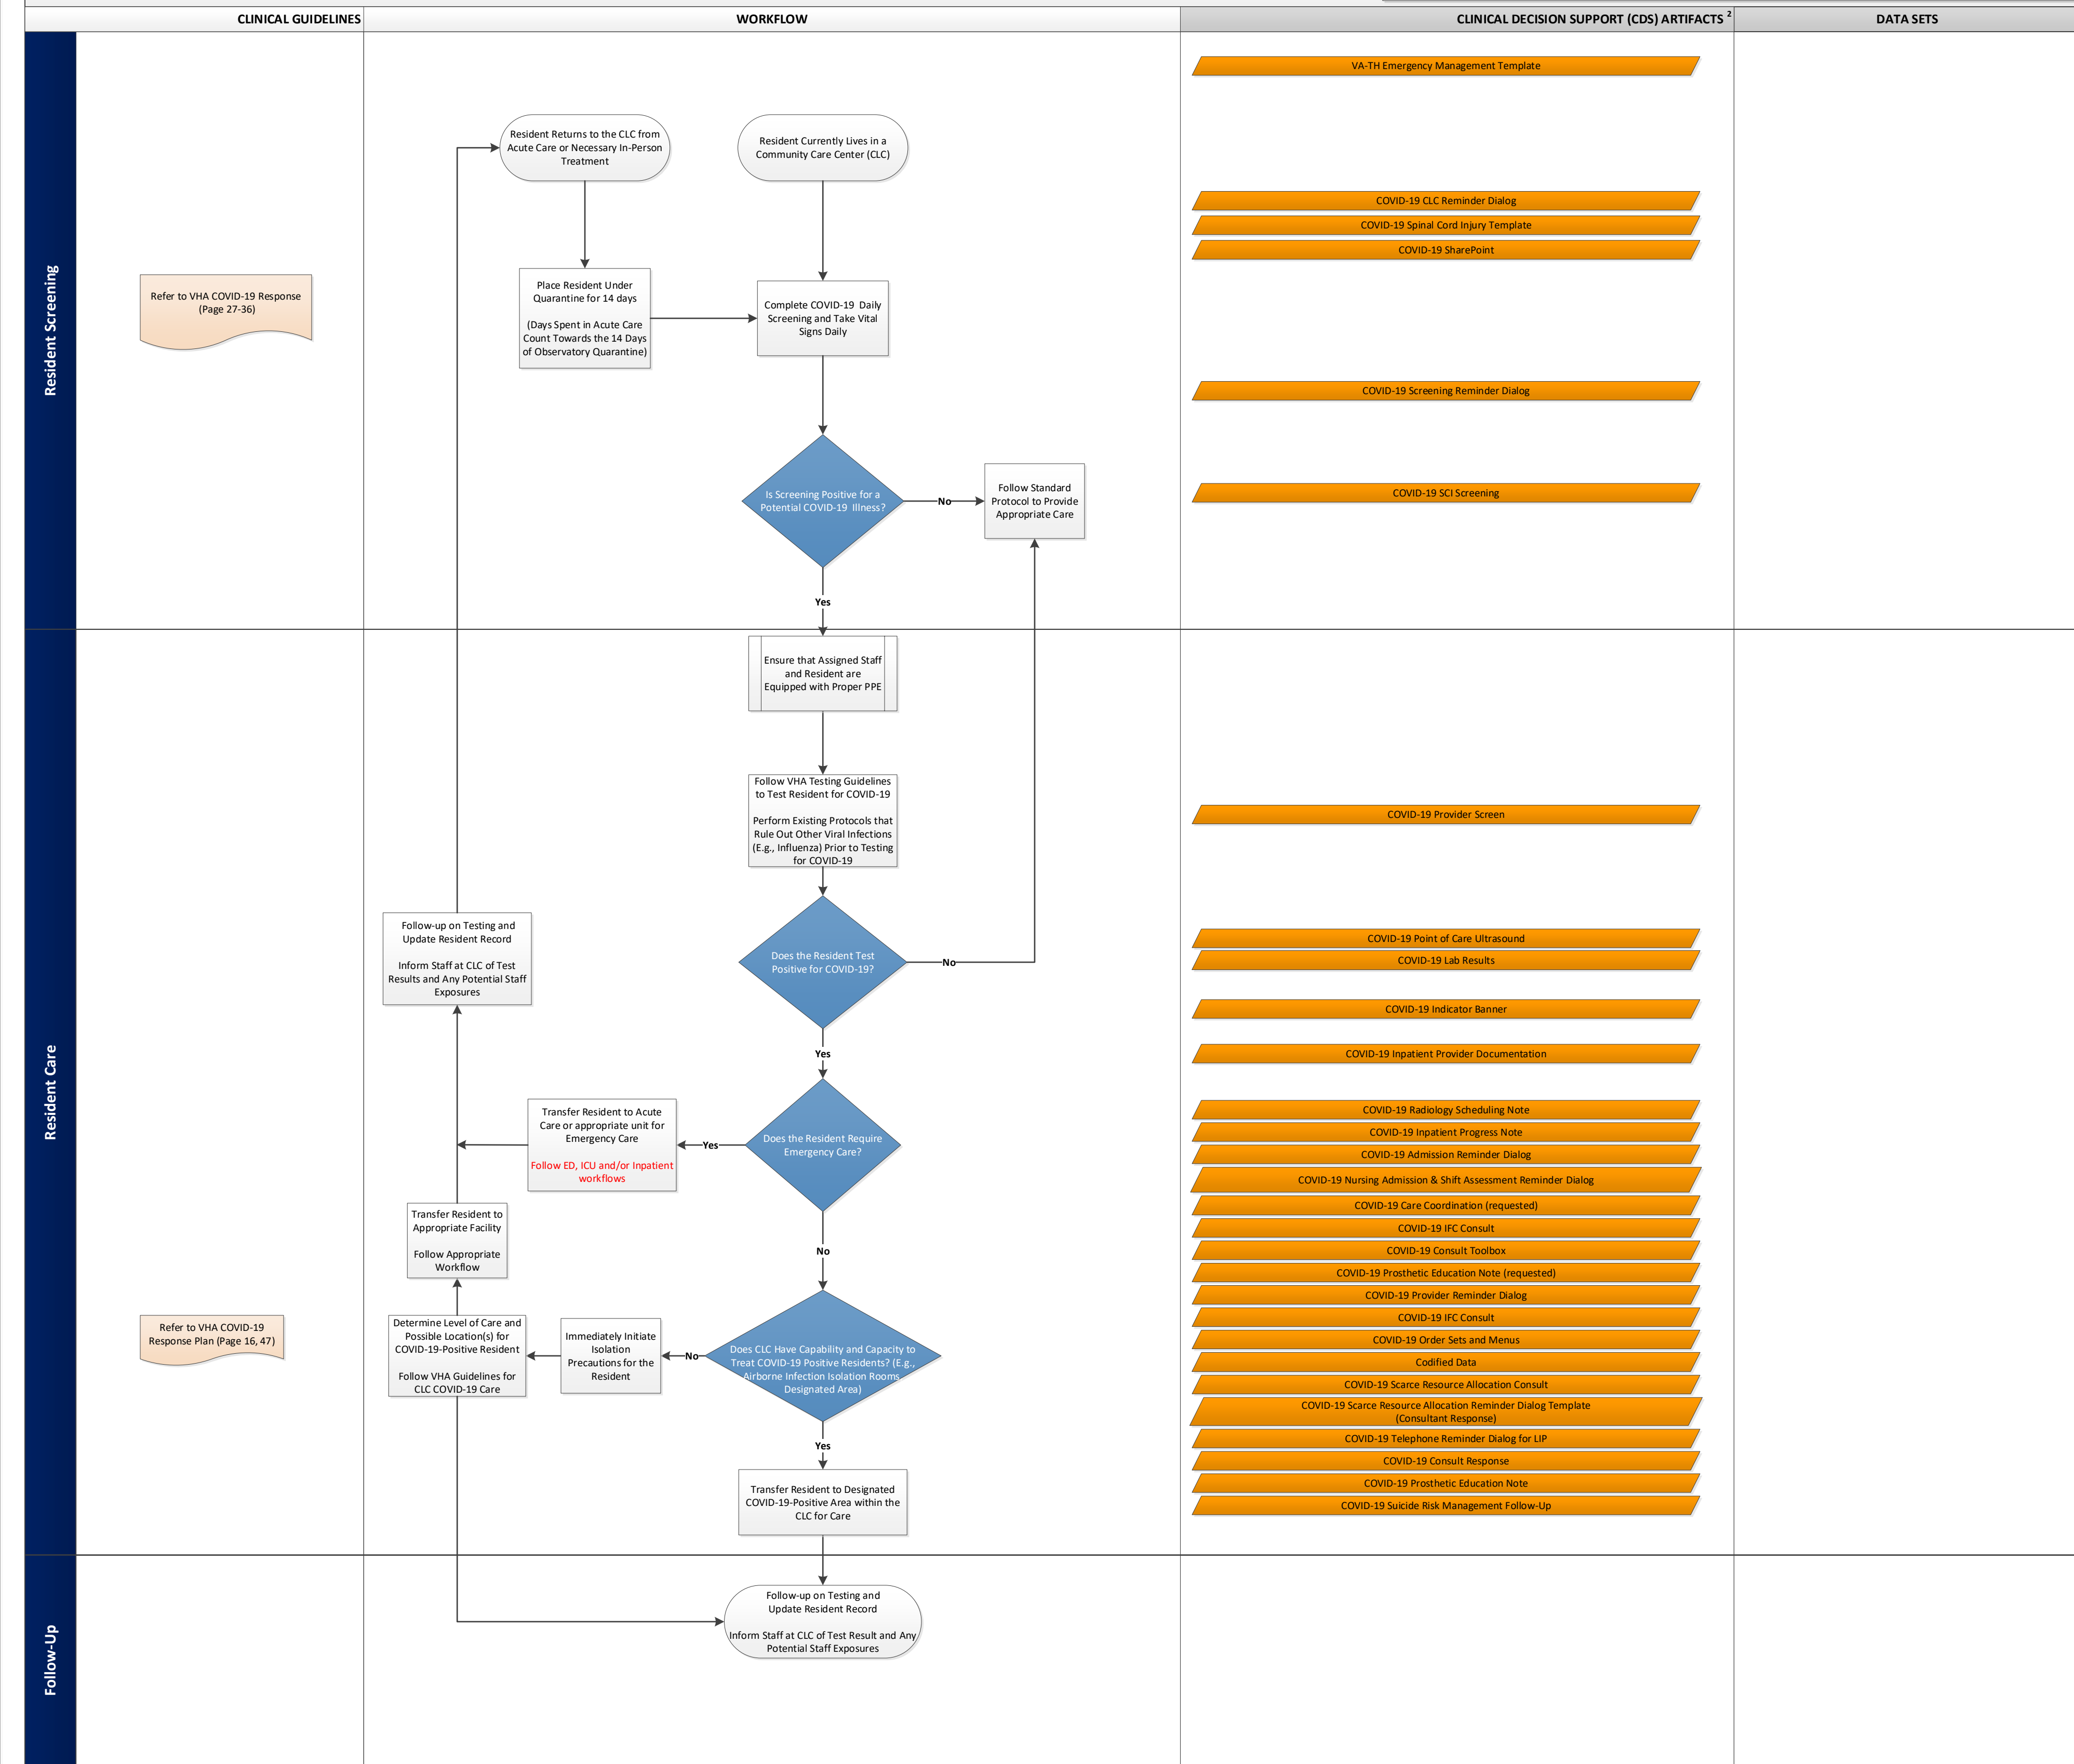 CLINICAL GUIDELINES
WORKFLOW
CLINICAL DECISION SUPPORT (CDS) ARTIFACTS 2
DATA SETS
Resident Screening
Refer to VHA COVID-19 Response
(Page 27-36)
Resident Returns to the CLC from
Acute Care or Necessary In-Person
Treatment
Resident Currently Lives in a
Community Care Center (CLC)
Place Resident Under
Quarantine for 14 days
(Days Spent in Acute Care
Count Towards the 14 Days
of Observatory Quarantine)
Complete COVID-19 Daily
Screening and Take Vital
Signs Daily
Is Screening Positive for a
Potential COVID-19 Illness?
No
Follow Standard
Protocol to Provide
Appropriate Care
Yes
VA-TH Emergency Management Template
COVID-19 CLC Reminder Dialog
COVID-19 Spinal Cord Injury Template
COVID-19 SharePoint
COVID-19 Screening Reminder Dialog
COVID-19 SCI Screening
Resident Care
Ensure that Assigned Staff
and Resident are
Equipped with Proper PPE
Follow VHA Testing Guidelines
to Test Resident for COVID-19
Perform Existing Protocols that
Rule Out Other Viral Infections
(E.g., Influenza) Prior to Testing
for COVID-19
Follow-up on Testing and
Update Resident Record
Inform Staff at CLC of Test
Results and Any Potential Staff
Exposures
Does the Resident Test
Positive for COVID-19?
No
Yes
Transfer Resident to Acute
Care or appropriate unit for
Emergency Care
Follow ED, ICU and/or Inpatient
workflows
Yes
Does the Resident Require
Emergency Care?
No
Transfer Resident to
Appropriate Facility
Follow Appropriate
Workflow
Refer to VHA COVID-19
Response Plan (Page 16, 47)
Determine Level of Care and
Possible Location(s) for
COVID-19-Positive Resident
Follow VHA Guidelines for
CLC COVID-19 Care
Immediately Initiate
Isolation
Precautions for the
Resident
No
Does CLC Have Capability and Capacity to
Treat COVID-19 Positive Residents? (E.g.,
Airborne Infection Isolation Rooms,
Designated Area)
Yes
Transfer Resident to Designated
COVID-19-Positive Area within the
CLC for Care
COVID-19 Provider Screen
COVID-19 Point of Care Ultrasound
COVID-19 Lab Results
COVID-19 Indicator Banner
COVID-19 Inpatient Provider Documentation
COVID-19 Radiology Scheduling Note
COVID-19 Inpatient Progress Note
COVID-19 Admission Reminder Dialog
COVID-19 Nursing Admission & Shift Assessment Reminder Dialog
COVID-19 Care Coordination (requested)
COVID-19 IFC Consult
COVID-19 Consult Toolbox
COVID-19 Prosthetic Education Note (requested)
COVID-19 Provider Reminder Dialog
COVID-19 IFC Consult
COVID-19 Order Sets and Menus
Codified Data
COVID-19 Scarce Resource Allocation Consult
COVID-19 Scarce Resource Allocation Reminder Dialog Template
(Consultant Response)
COVID-19 Telephone Reminder Dialog for LIP
COVID-19 Consult Response
COVID-19 Prosthetic Education Note
COVID-19 Suicide Risk Management Follow-Up
Follow-Up
Follow-up on Testing and
Update Resident Record
Inform Staff at CLC of Test Result and Any
Potential Staff Exposures